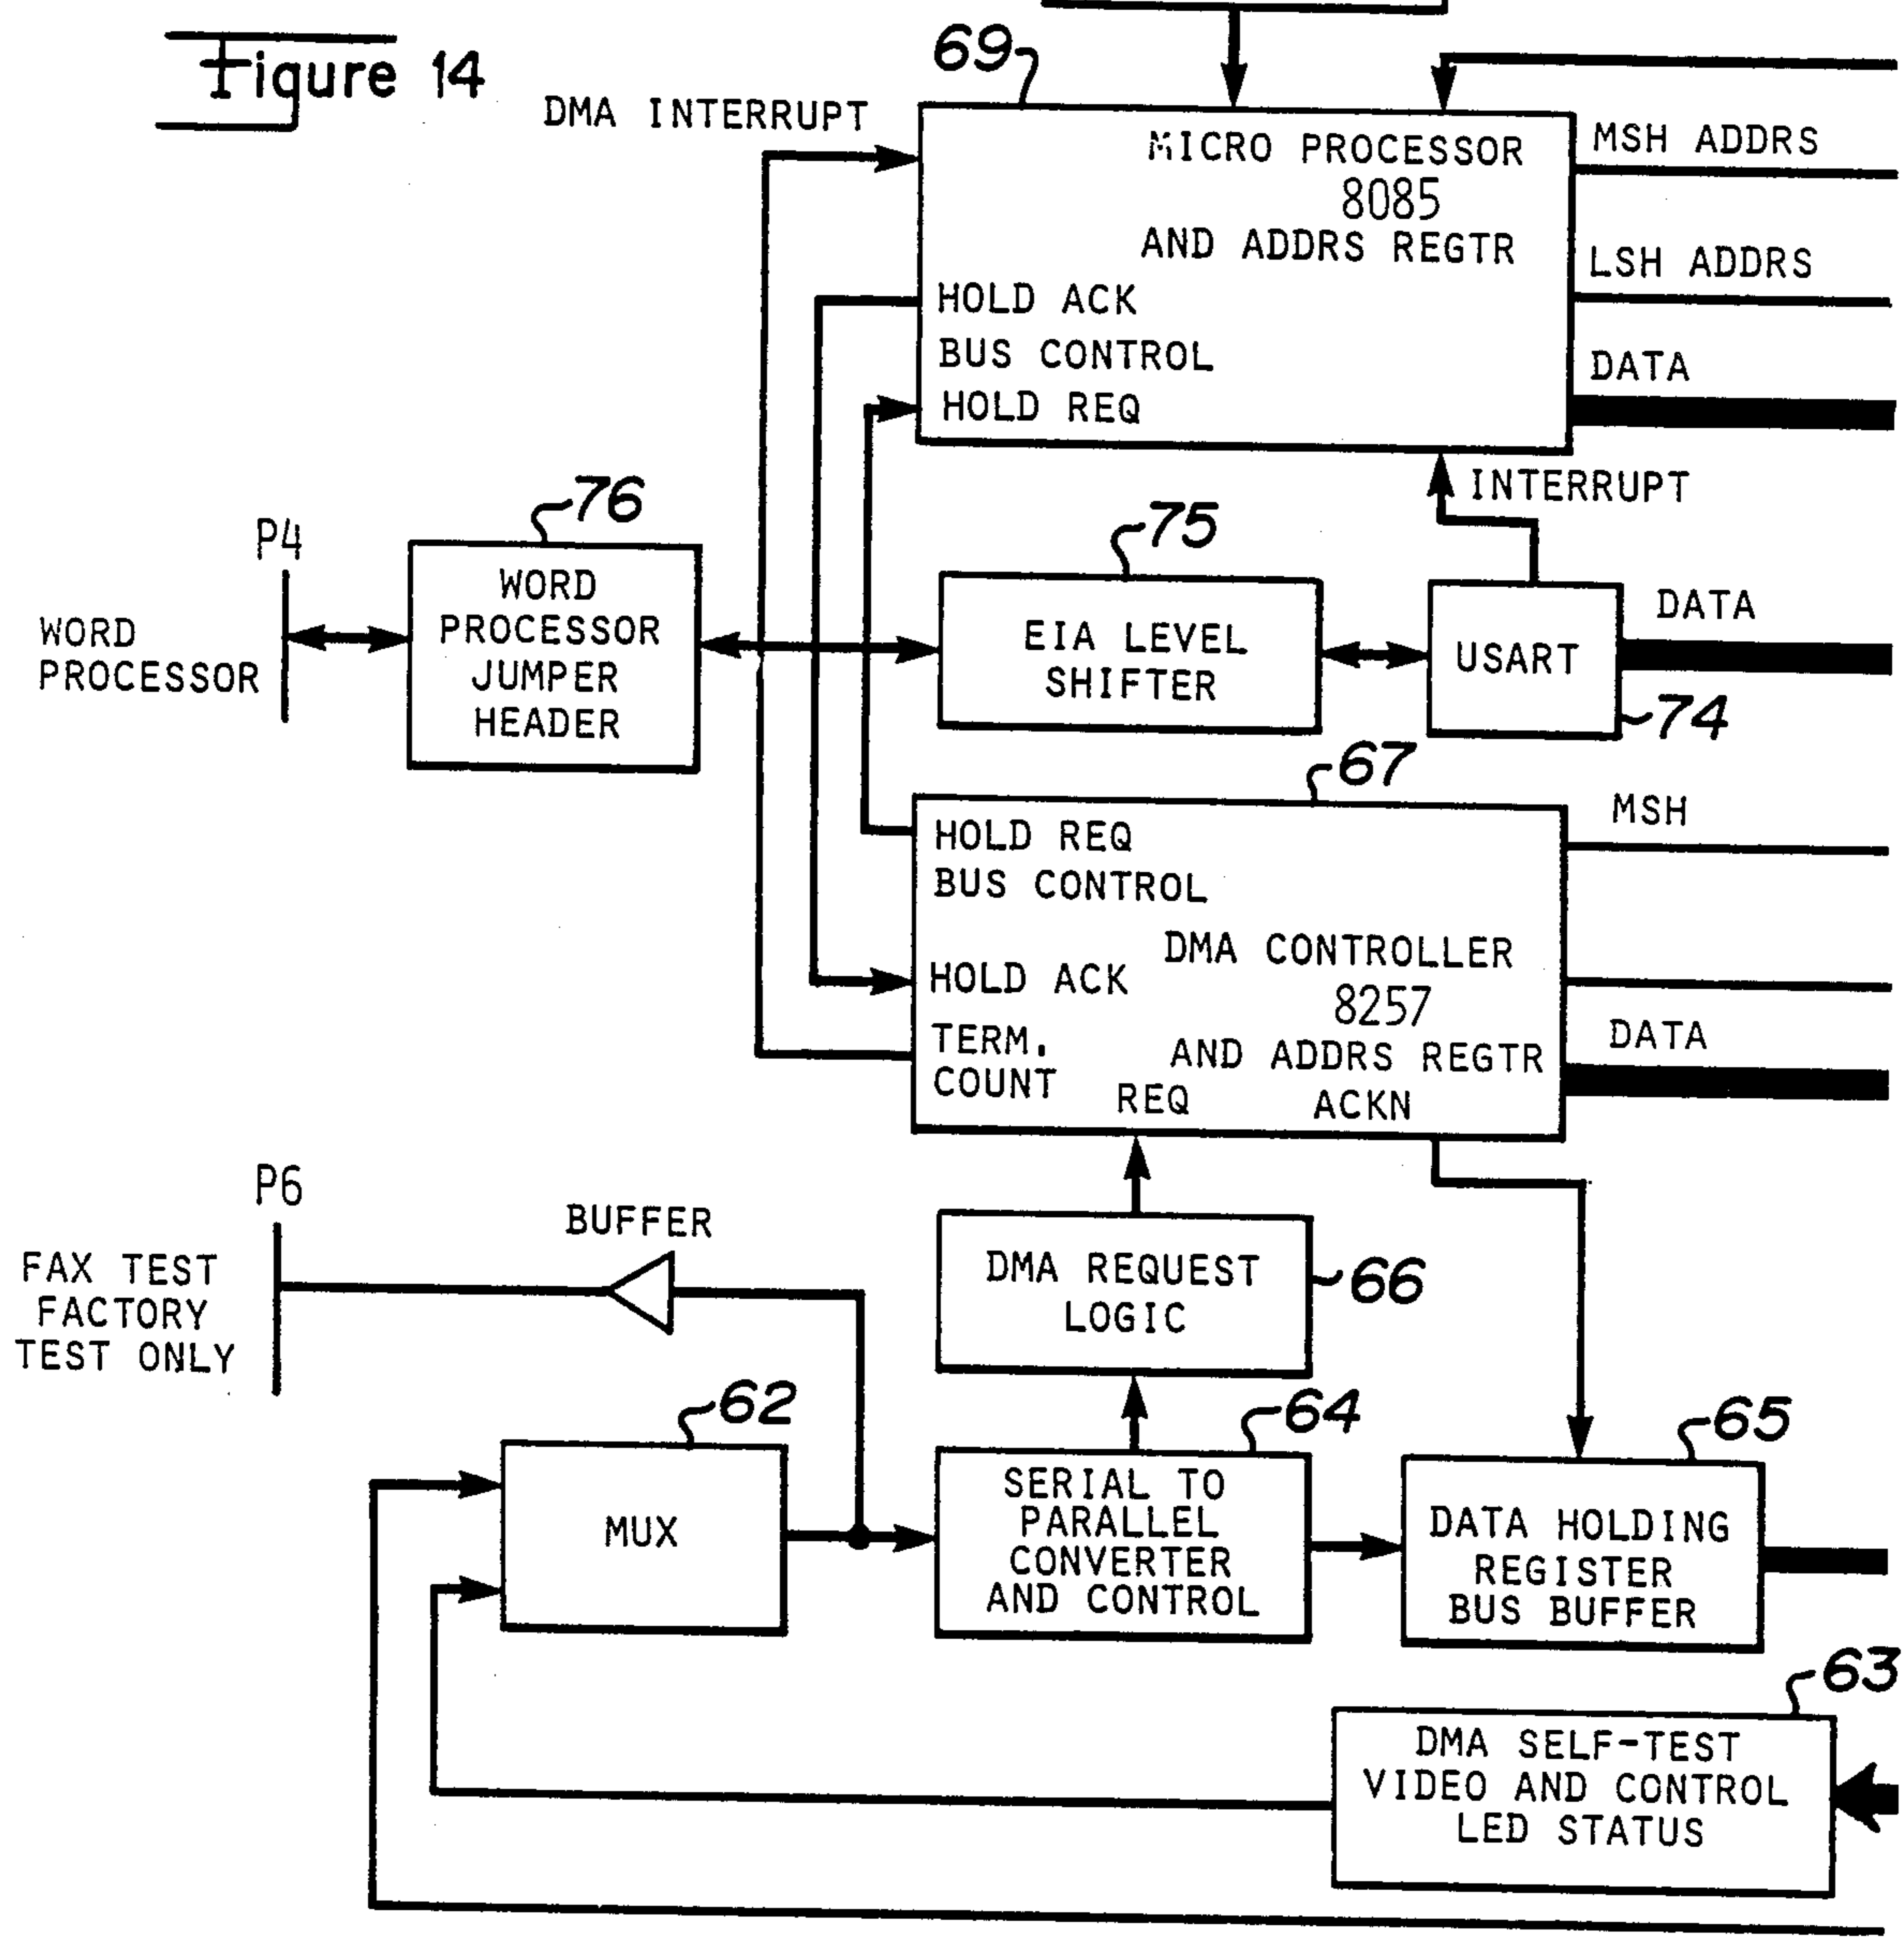 Figure 14
69
DMA INTERRUPT
MICRO PROCESSOR
8085
AND ADDRS REGTR
HOLD ACK
BUS CONTROL
HOLD REQ
MSH ADDRS
LSH ADDRS
DATA
INTERRUPT
P4
WORD
PROCESSOR
76
WORD
PROCESSOR
JUMPER
HEADER
75
EIA LEVEL
SHIFTER
USART
74
DATA
67
HOLD REQ
BUS CONTROL
DMA CONTROLLER
HOLD ACK
8257
TERM.
COUNT
AND ADDRS REGTR
REQ
ACKN
MSH
DATA
P6
FAX TEST
FACTORY
TEST ONLY
BUFFER
DMA REQUEST
LOGIC
66
62
MUX
64
SERIAL TO
PARALLEL
CONVERTER
AND CONTROL
65
DATA HOLDING
REGISTER
BUS BUFFER
63
DMA SELF-TEST
VIDEO AND CONTROL
LED STATUS